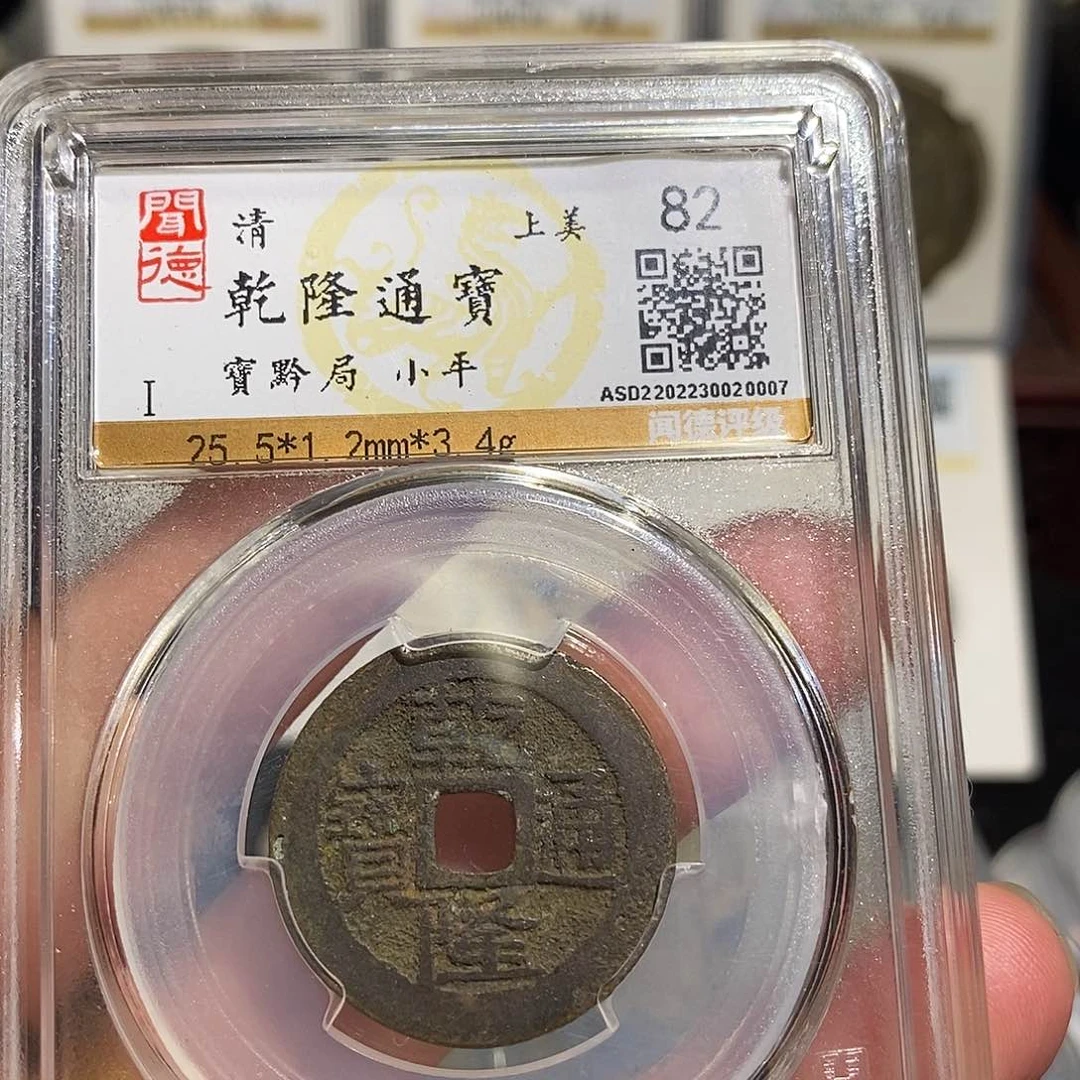 聞德
清
上美
82
乾隆通寶
寶黔局 小平
I
ASD2202230020007
闻德评级
25.5*1.2mm*3.4g
乾隆通寶